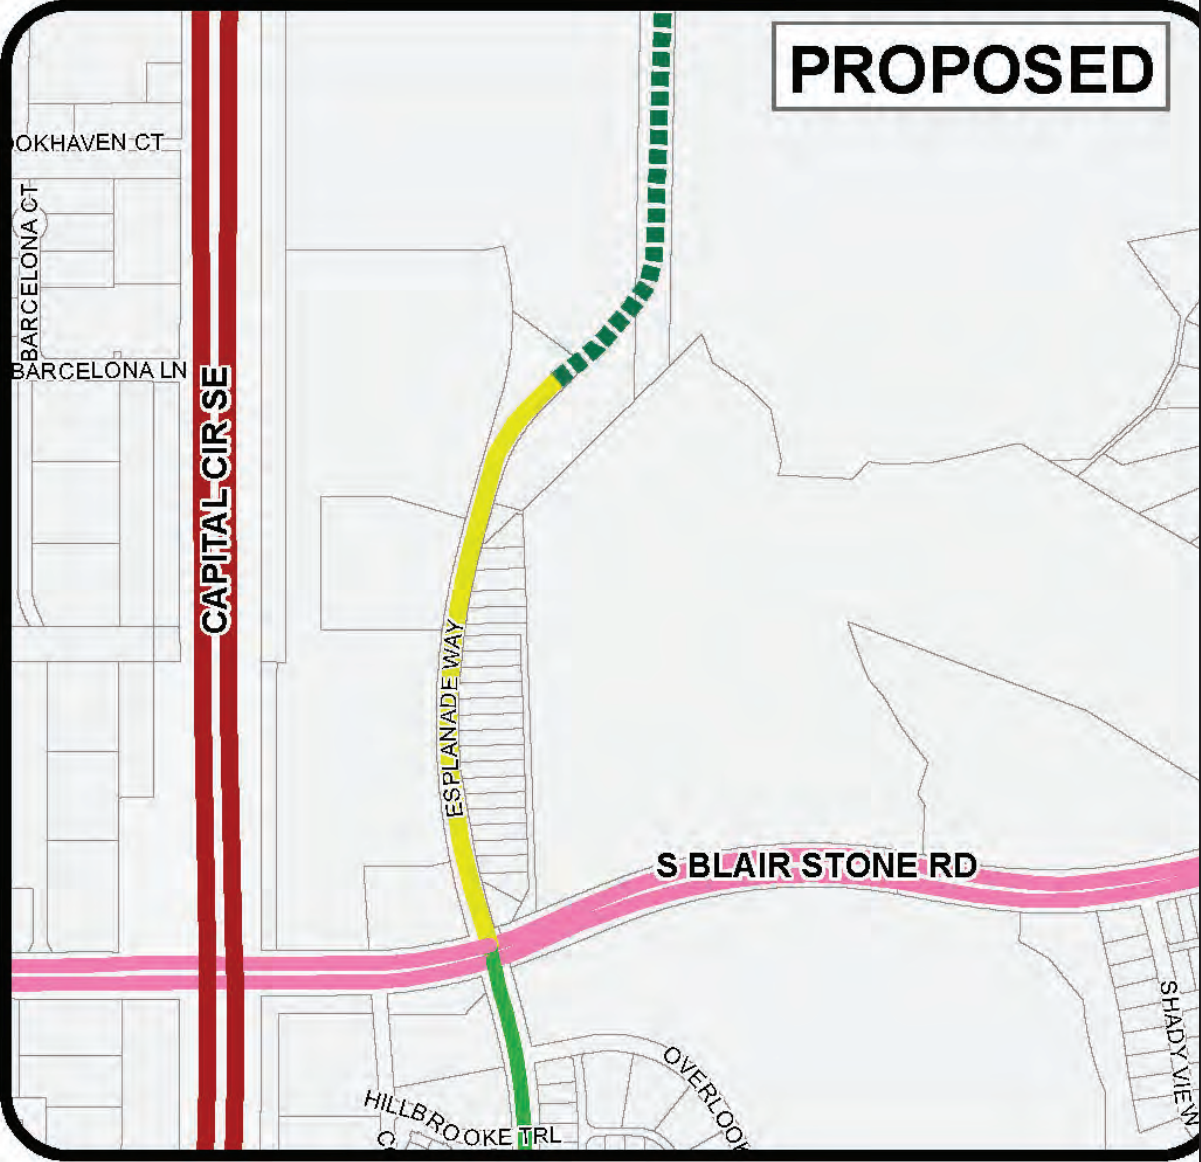 PROPOSED
OKHAVEN CT
BARCELONA CT
BARCELONA LN
CAPITAL CIR SE
ESPLANADE WAY
S BLAIR STONE RD
SHADY VIEW
OVERLOOK
HILLBROOKE TRL